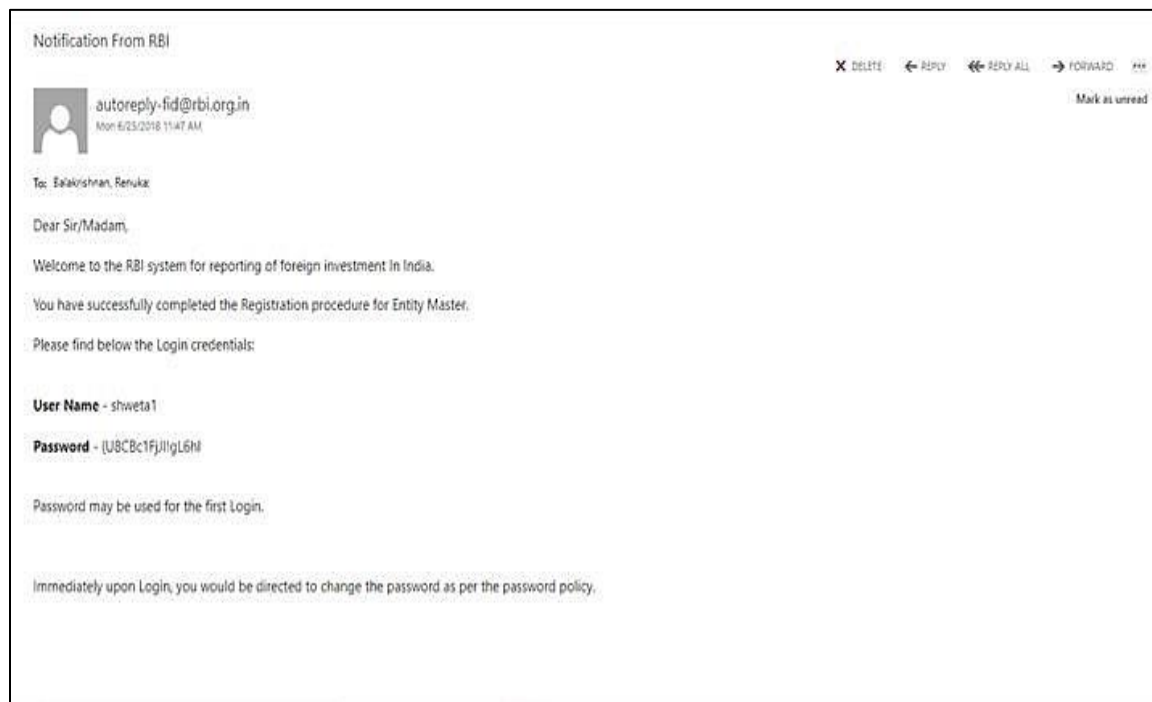 Notification From RBI
DELETE REPLY REPLY ALL FORWARD
autoreply-fid@rbi.org.in
Mark as unread
Mon 6/25/2018 11:47 AM
To: Balakrishnan, Renuka;
Dear Sir/Madam,
Welcome to the RBI system for reporting of foreign investment In India.
You have successfully completed the Registration procedure for Entity Master.
Please find below the Login credentials:
User Name - shweta1
Password -
Password may be used for the first Login.
Immediately upon Login, you would be directed to change the password as per the password policy.